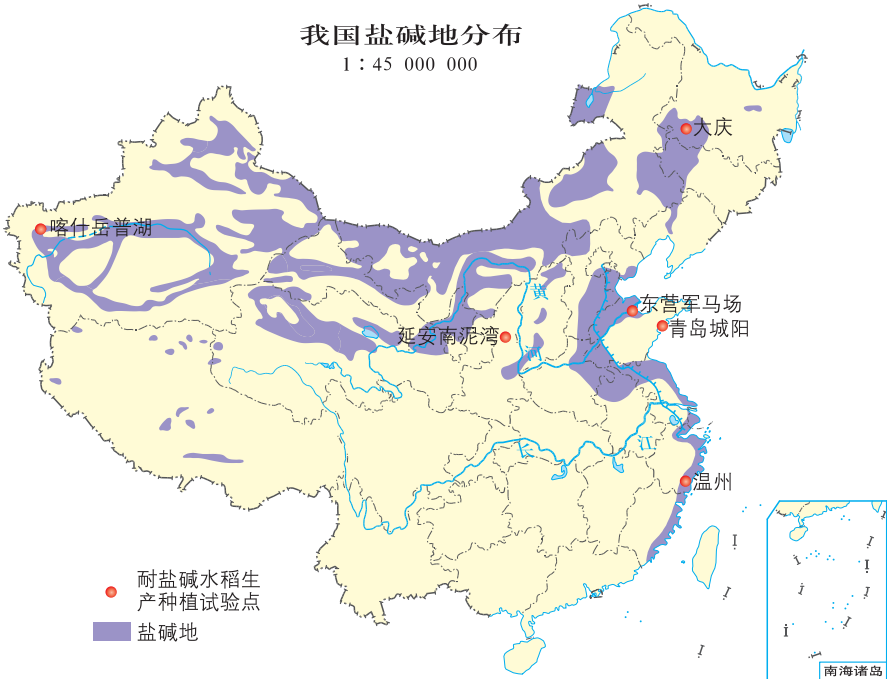 我国盐碱地分布
1∶45 000 000
大庆
喀什岳普湖
黄
东营军马场
青岛城阳
延安南泥湾
河
长
江
温州
耐盐碱水稻生
产种植试验点
盐碱地
南海诸岛